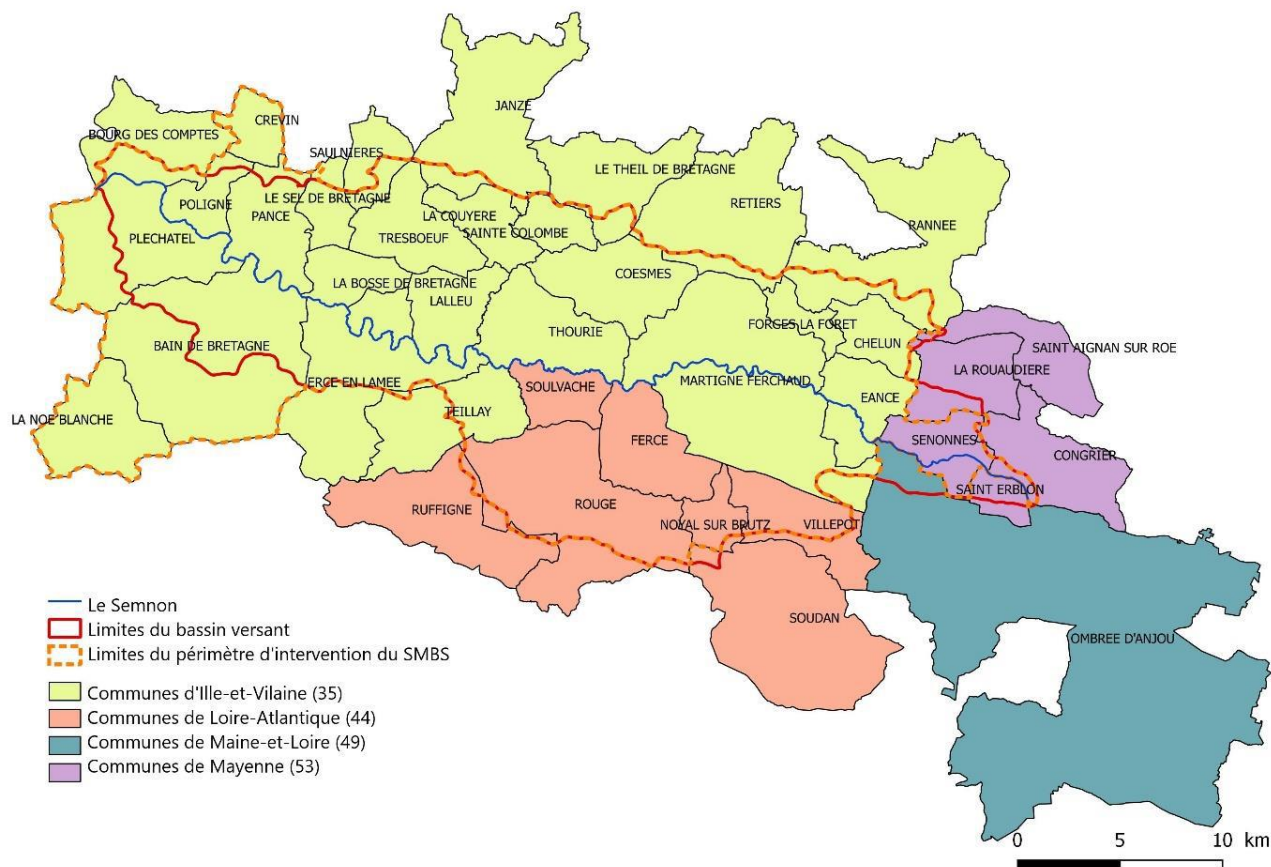 JANZE
CREVIN
BOURG DES COMPTES
SAULNIERES
LE THEIL DE BRETAGNE
LE SEL DE BRETAGNE
POLIGNE
RETIERS
PANCE
LA COUYERE
RANNEE
SAINTE COLOMBE
PLECHATEL
TRESBOEUF
COESMES
LA BOSSE DE BRETAGNE
LALLEU
FORGES LA FORET
THOURIE
CHELUN
BAIN DE BRETAGNE
SAINT AIGNAN SUR ROE
LA ROUAUDIERE
MARTIGNE FERCHAUD
ERCE EN LAMEE
SOULVACHE
EANCE
TEILLAY
LA NOE BLANCHE
FERCE
SENONNES
CONGRIER
SAINT ERBLON
ROUGE
RUFFIGNE
NOYAL SUR BRUTZ
VILLEPOT
SOUDAN
OMBREE D'ANJOU
Le Semnon
Limites du bassin versant
Limites du périmètre d'intervention du SMBS
Communes d'Ille-et-Vilaine (35)
Communes de Loire-Atlantique (44)
Communes de Maine-et-Loire (49)
Communes de Mayenne (53)
0 5 10 km